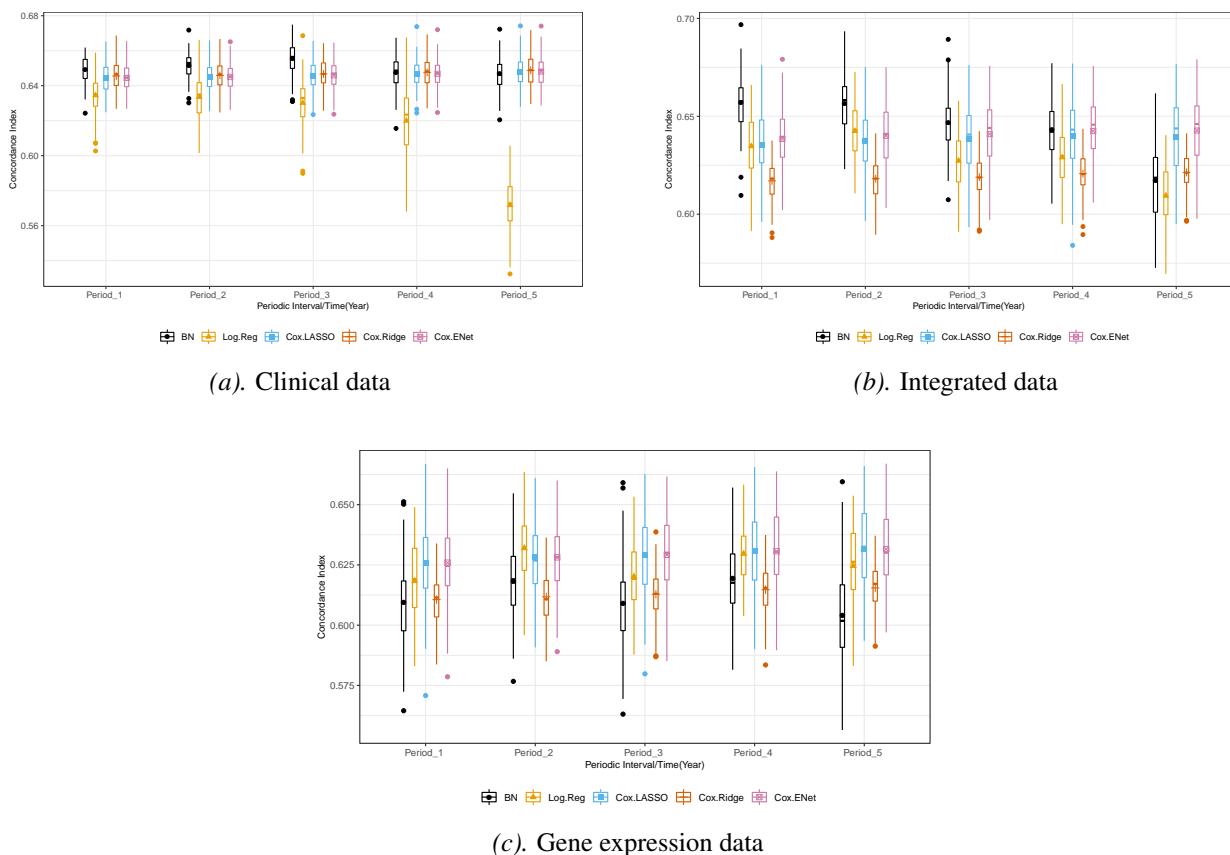 0.68
0.64
0.60
0.56
Concordance Index
Period_1 Period_2 Period_3 Period_4 Period_5
Periodic Interval/Time(Year)
BN Log.Reg Cox.LASSO Cox.Ridge Cox.ENet
(a). Clinical data
0.70
0.65
0.60
Concordance Index
Period_1 Period_2 Period_3 Period_4 Period_5
Periodic Interval/Time(Year)
BN Log.Reg Cox.LASSO Cox.Ridge Cox.ENet
(b). Integrated data
0.650
0.625
0.600
0.575
Concordance Index
Period_1 Period_2 Period_3 Period_4 Period_5
Periodic Interval/Time(Year)
BN Log.Reg Cox.LASSO Cox.Ridge Cox.ENet
(c). Gene expression data